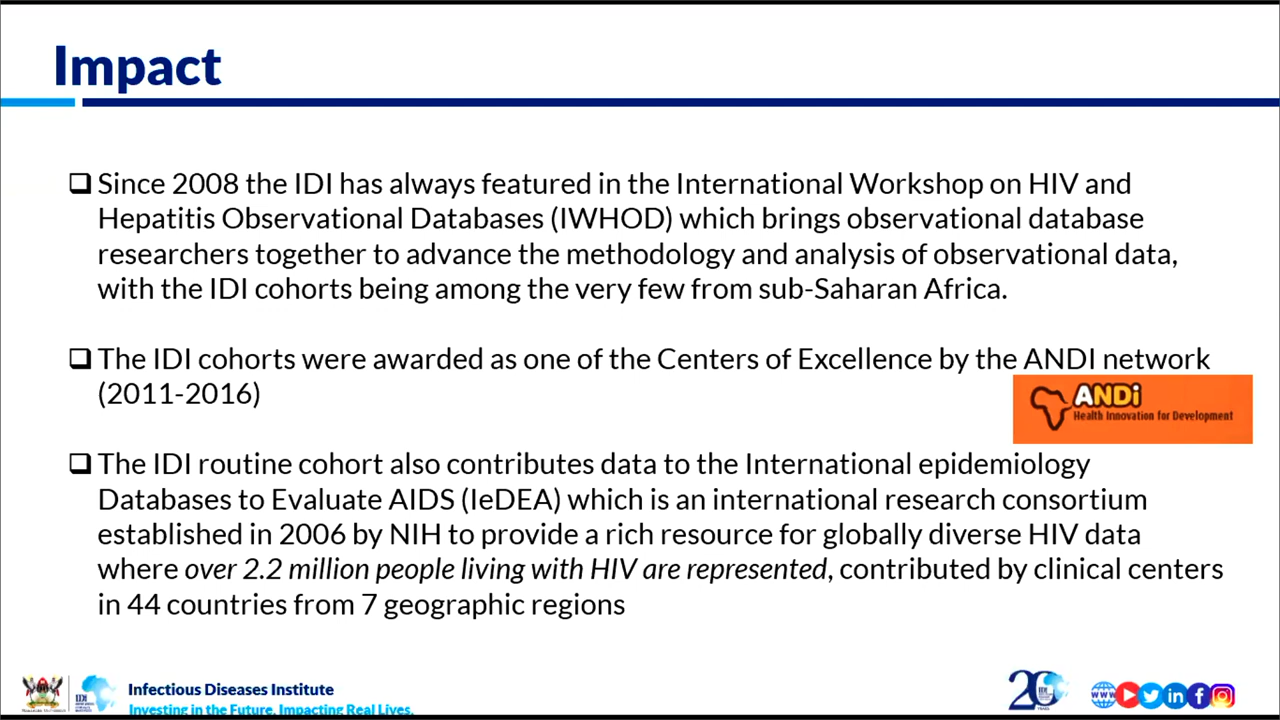 Impact
Since 2008 the IDI has always featured in the International Workshop on HIV and
Hepatitis Observational Databases (IWHOD) which brings observational database
researchers together to advance the methodology and analysis of observational data,
with the IDI cohorts being among the very few from sub-Saharan Africa.
The IDI cohorts were awarded as one of the Centers of Excellence by the ANDI network
(2011-2016)
ANDi
Health Innovation for Development
The IDI routine cohort also contributes data to the International epidemiology
Databases to Evaluate AIDS (IeDEA) which is an international research consortium
established in 2006 by NIH to provide a rich resource for globally diverse HIV data
where over 2.2 million people living with HIV are represented, contributed by clinical centers
in 44 countries from 7 geographic regions
Infectious Diseases Institute
Investing in the Future. Impacting Real Lives.
IDI
20
YEARS